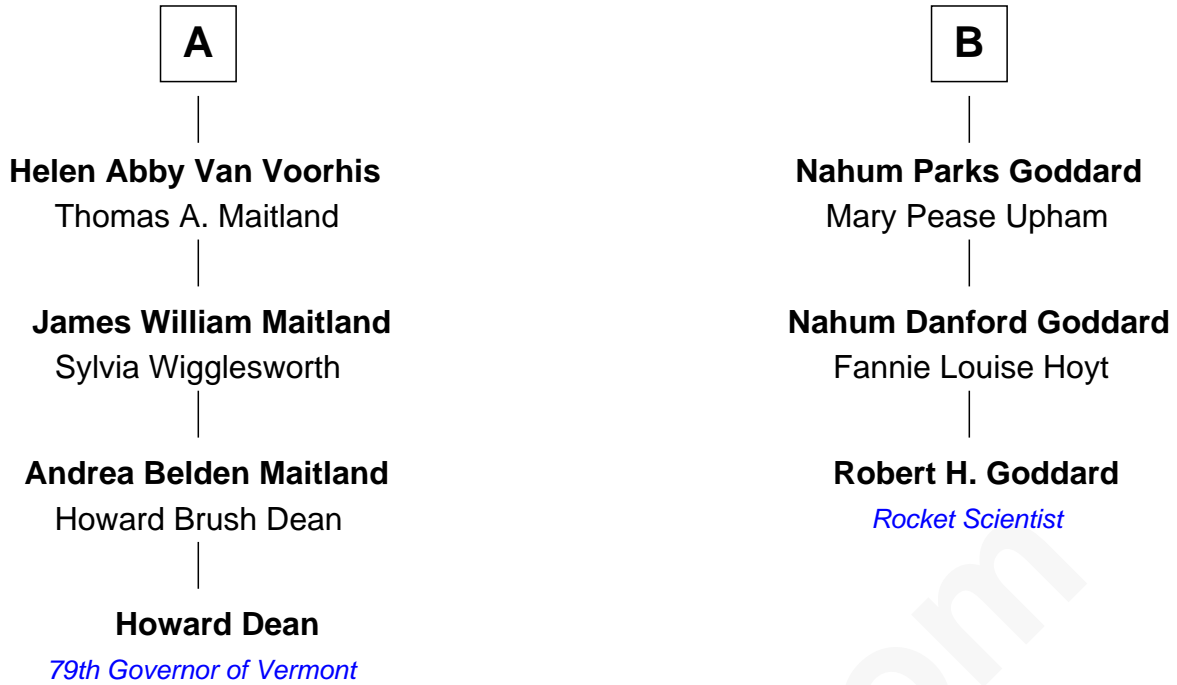 A
Helen Abby Van Voorhis
Thomas A. Maitland
James William Maitland
Sylvia Wigglesworth
Andrea Belden Maitland
Howard Brush Dean
Howard Dean
79th Governor of Vermont
B
Nahum Parks Goddard
Mary Pease Upham
Nahum Danford Goddard
Fannie Louise Hoyt
Robert H. Goddard
Rocket Scientist
om